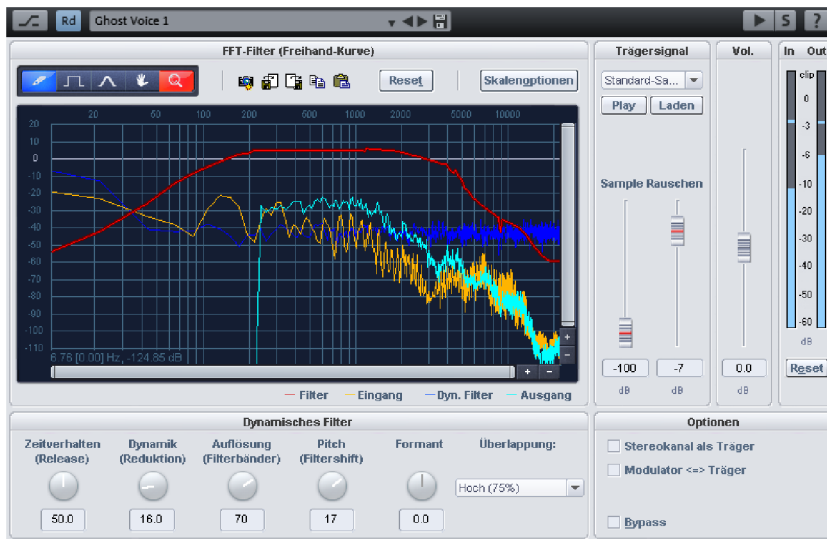 Rd Ghost Voice 1 S ?
FFT-Filter (Freihand-Kurve)
Reset Skalenoptionen
20 60 100 200 600 1000 2000 5000 10000
20
10
0
-10
-20
-30
-40
-50
-60
-70
-80
-90
-100
-110
6.76 [0.00] Hz, -124.85 dB
Filter Eingang Dyn. Filter Ausgang
Trägersignal
Standard-Sa...
Play Laden
Sample Rauschen
-100 -7
dB dB
Vol.
0.0
dB
In Out
clip
0
-3
-6
-10
-20
-30
-40
-50
-60
dB
Reset
Dynamisches Filter
Zeitverhalten (Release) Dynamik (Reduktion) Auflösung (Filterbänder) Pitch (Filtershift) Formant Überlappung:
Hoch (75%)
50.0 16.0 70 17 0.0
Optionen
Stereokanal als Träger
Modulator <=> Träger
Bypass